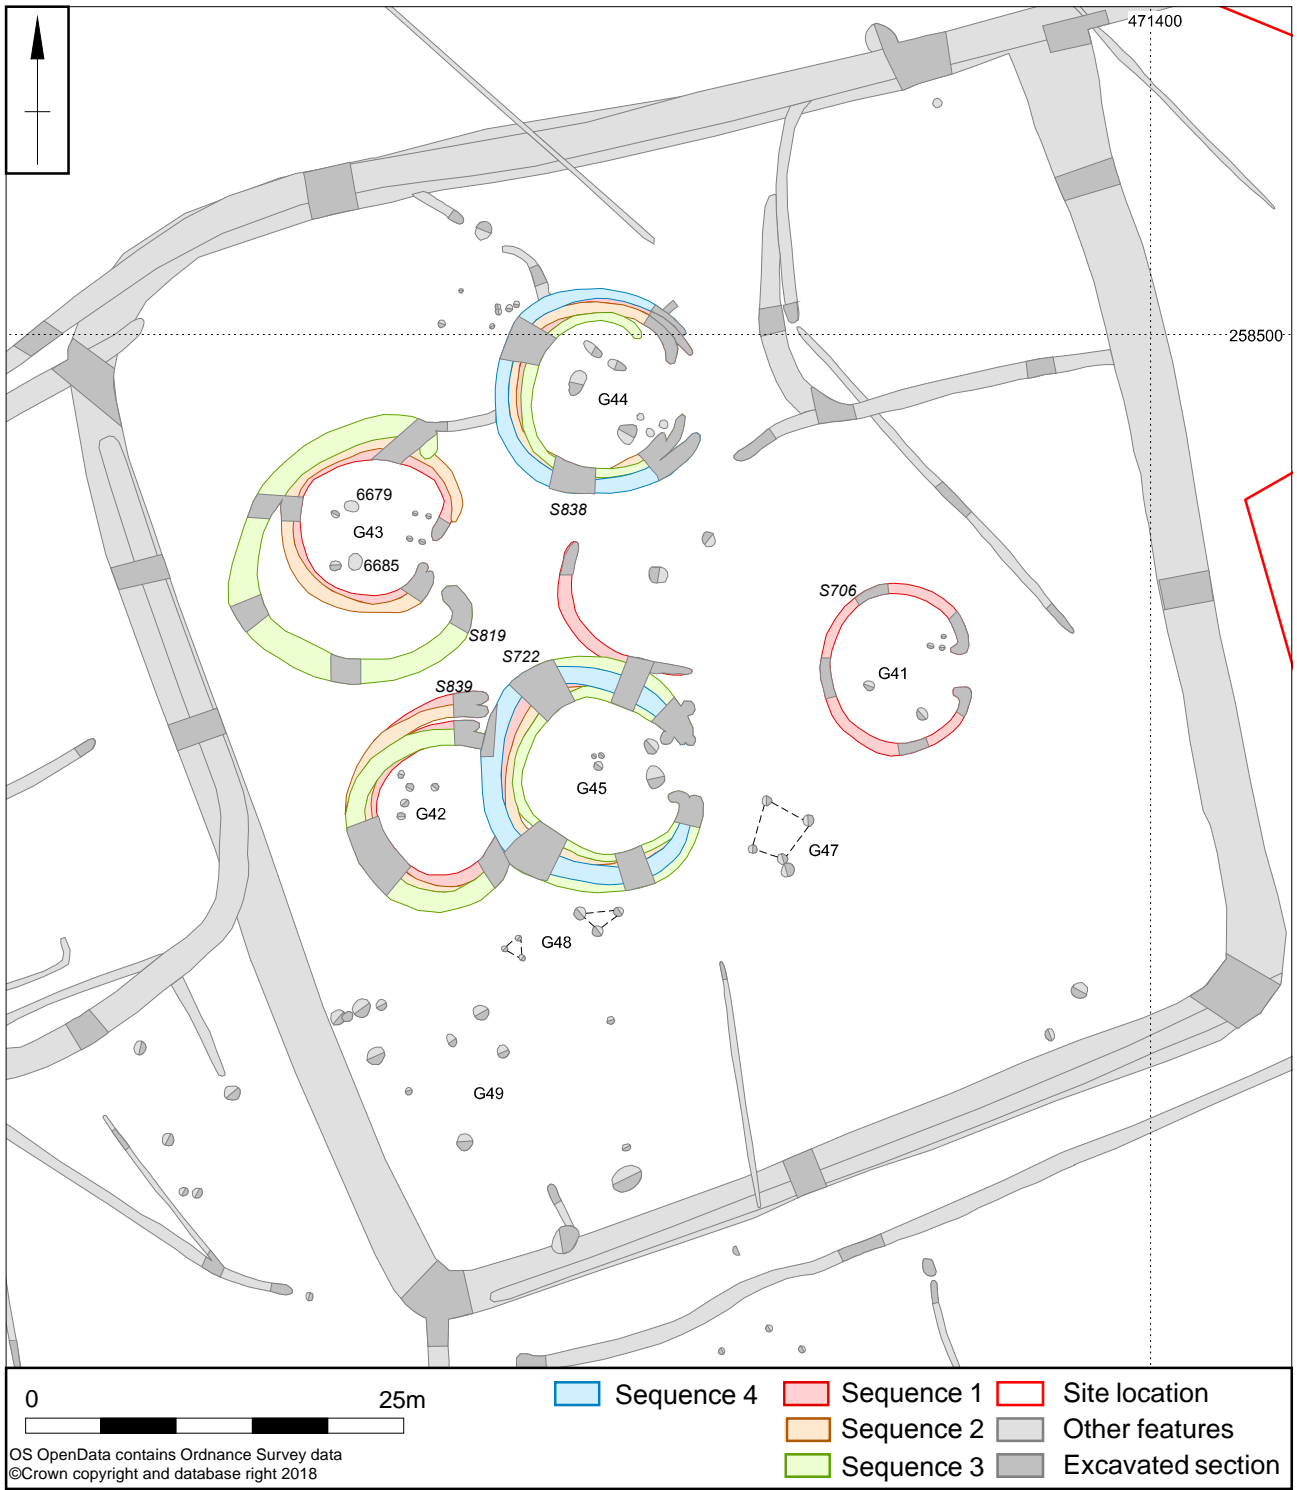 471400
258500
G44
S838
6679
G43
6685
S706
S819
S722
G41
S839
G45
G42
G47
G48
G49
0 25m
OS OpenData contains Ordnance Survey data
©Crown copyright and database right 2018
Sequence 4
Sequence 1
Sequence 2
Sequence 3
Site location
Other features
Excavated section